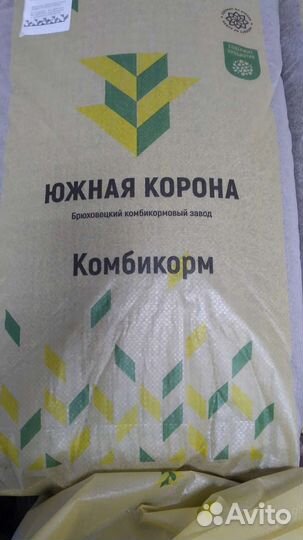 ЮЖНАЯ КОРОНА
Брюховецкий комбикормовый завод
Комбикорм
Avito